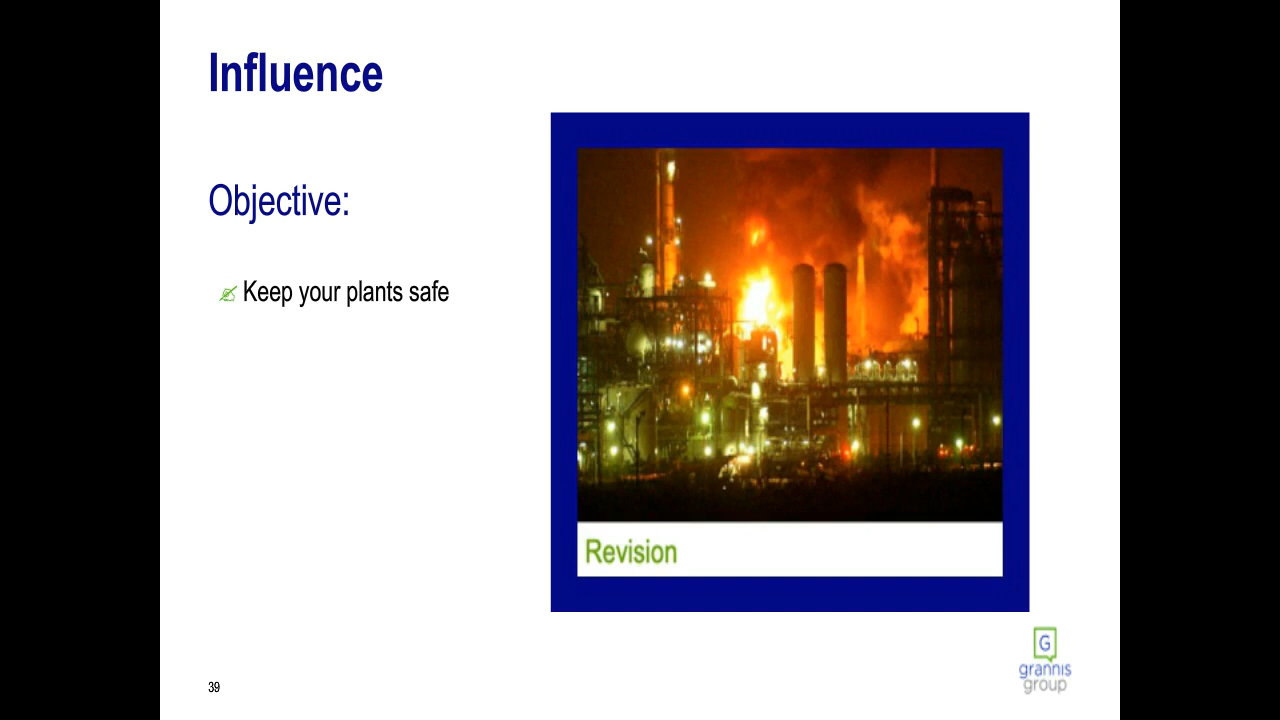 Influence
Objective:
Keep your plants safe
Revision
G
grannis
group
39